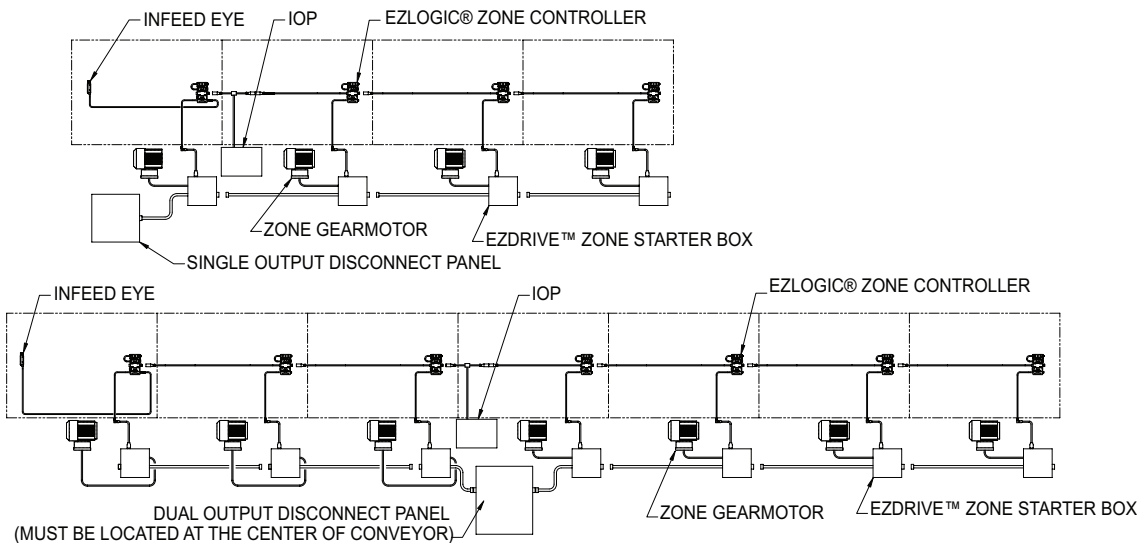 INFEED EYE
IOP
EZLOGIC® ZONE CONTROLLER
ZONE GEARMOTOR
EZDRIVE™ ZONE STARTER BOX
SINGLE OUTPUT DISCONNECT PANEL
INFEED EYE
IOP
EZLOGIC® ZONE CONTROLLER
DUAL OUTPUT DISCONNECT PANEL
(MUST BE LOCATED AT THE CENTER OF CONVEYOR)
ZONE GEARMOTOR
EZDRIVE™ ZONE STARTER BOX